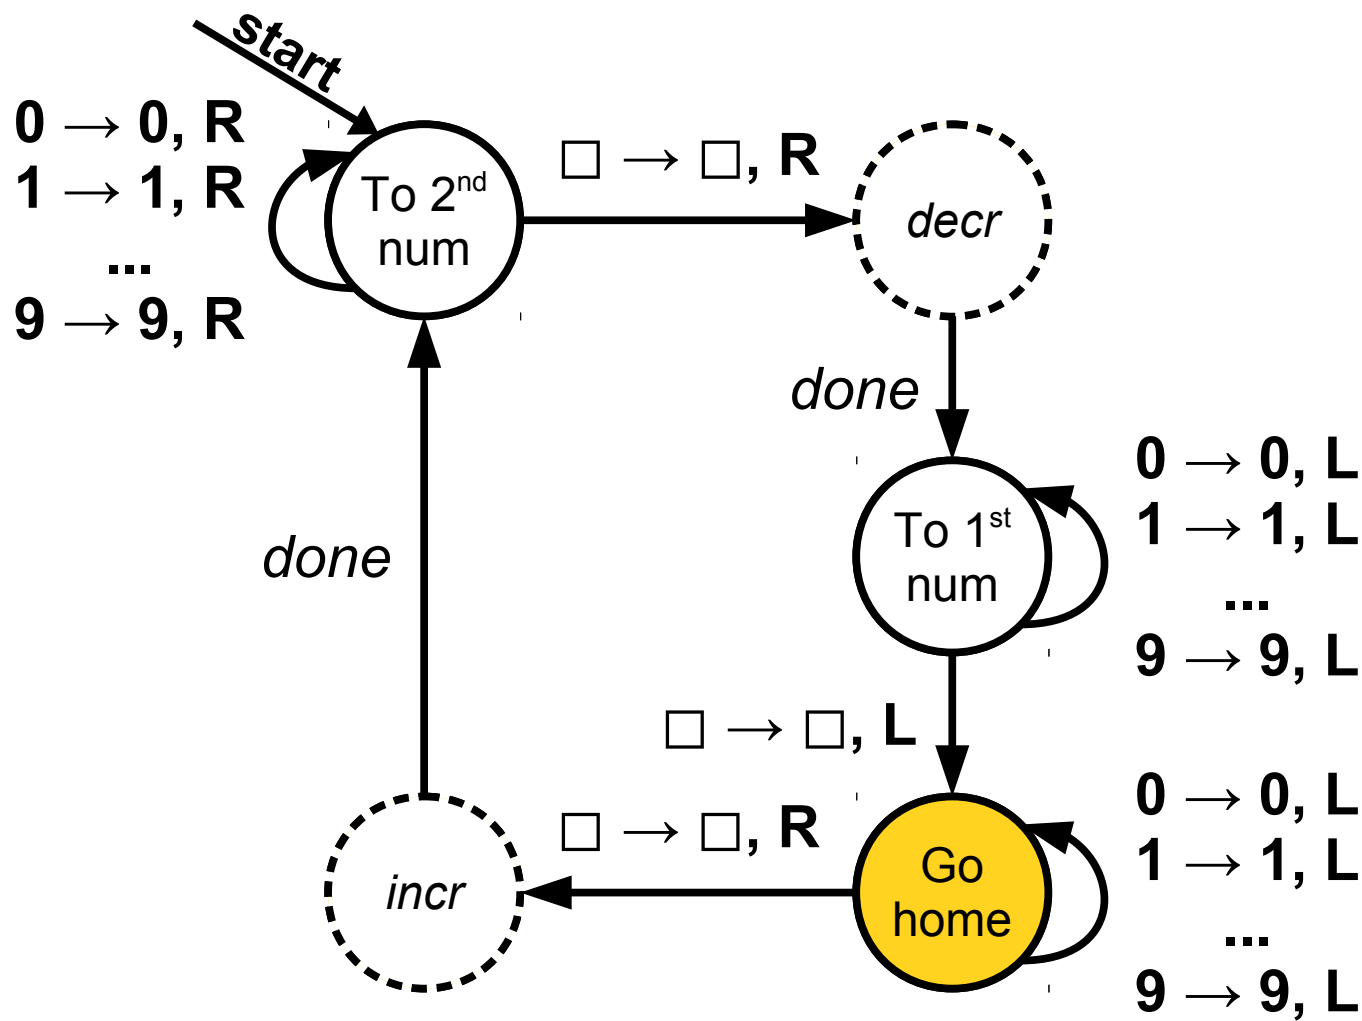 start
0 → 0, R
1 → 1, R
...
9 → 9, R
To 2nd
num
□ → □, R
decr
done
To 1st
num
0 → 0, L
1 → 1, L
...
9 → 9, L
done
□ → □, L
□ → □, R
incr
Go
home
0 → 0, L
1 → 1, L
...
9 → 9, L